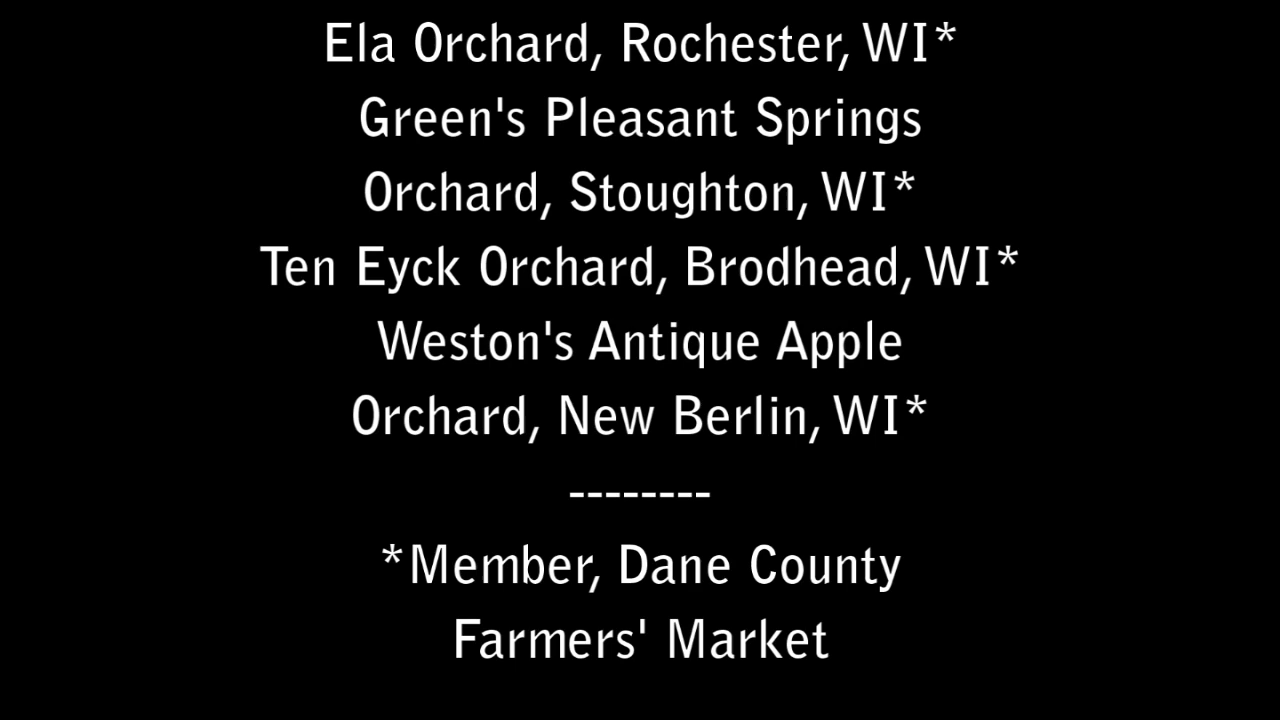 Ela Orchard, Rochester, WI*
Green's Pleasant Springs
Orchard, Stoughton, WI*
Ten Eyck Orchard, Brodhead, WI*
Weston's Antique Apple
Orchard, New Berlin, WI*
--------
*Member, Dane County
Farmers' Market